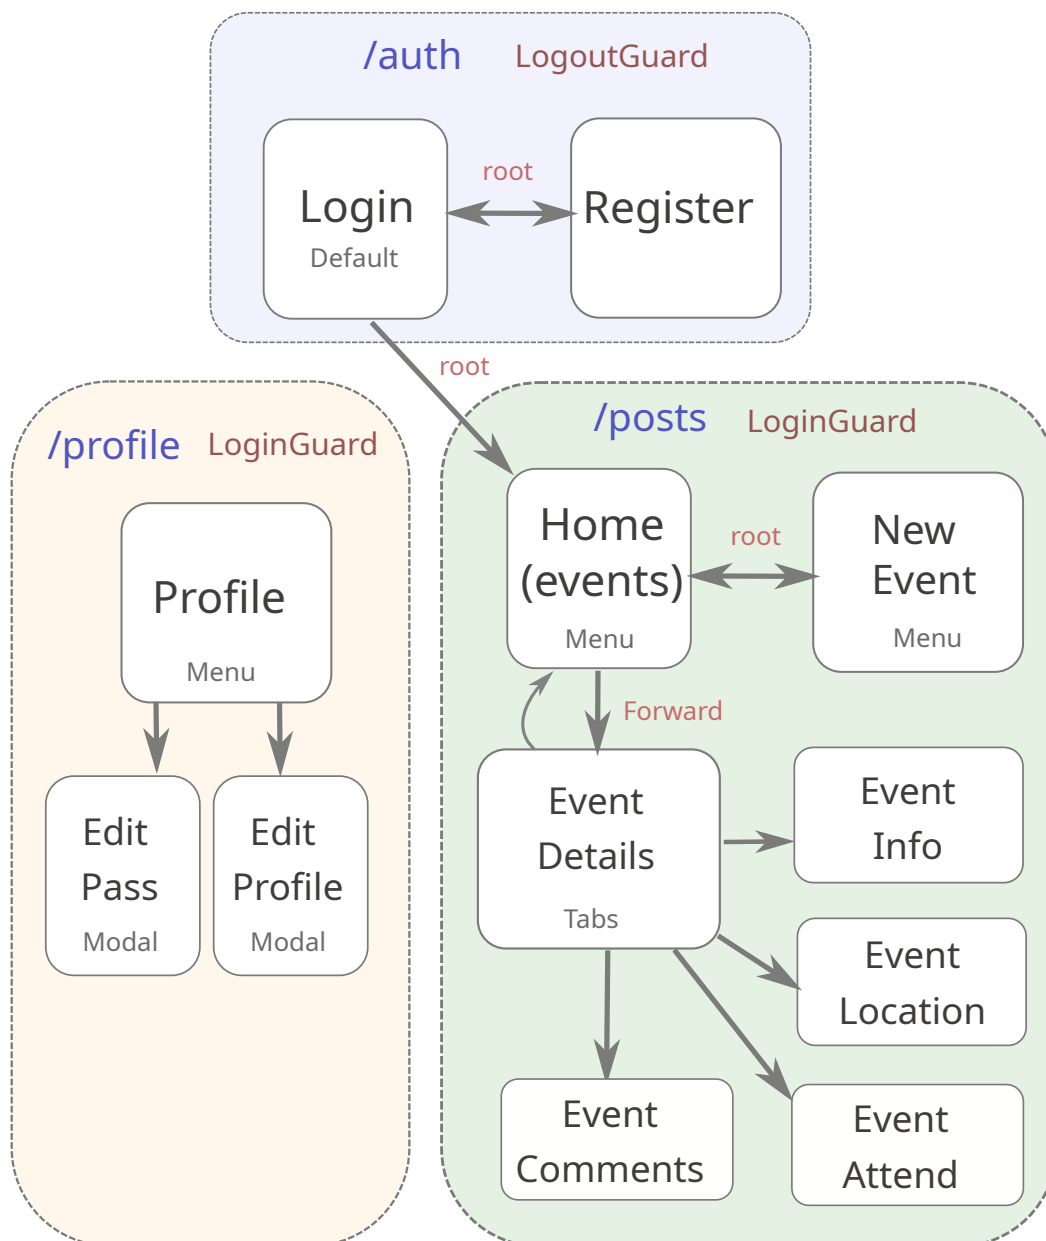 /auth LogoutGuard
Login
Default
root
Register
root
/profile LoginGuard
Profile
Menu
Edit
Pass
Modal
Edit
Profile
Modal
/posts LoginGuard
Home
(events)
Menu
root
New
Event
Menu
Forward
Event
Details
Tabs
Event
Info
Event
Location
Event
Comments
Event
Attend